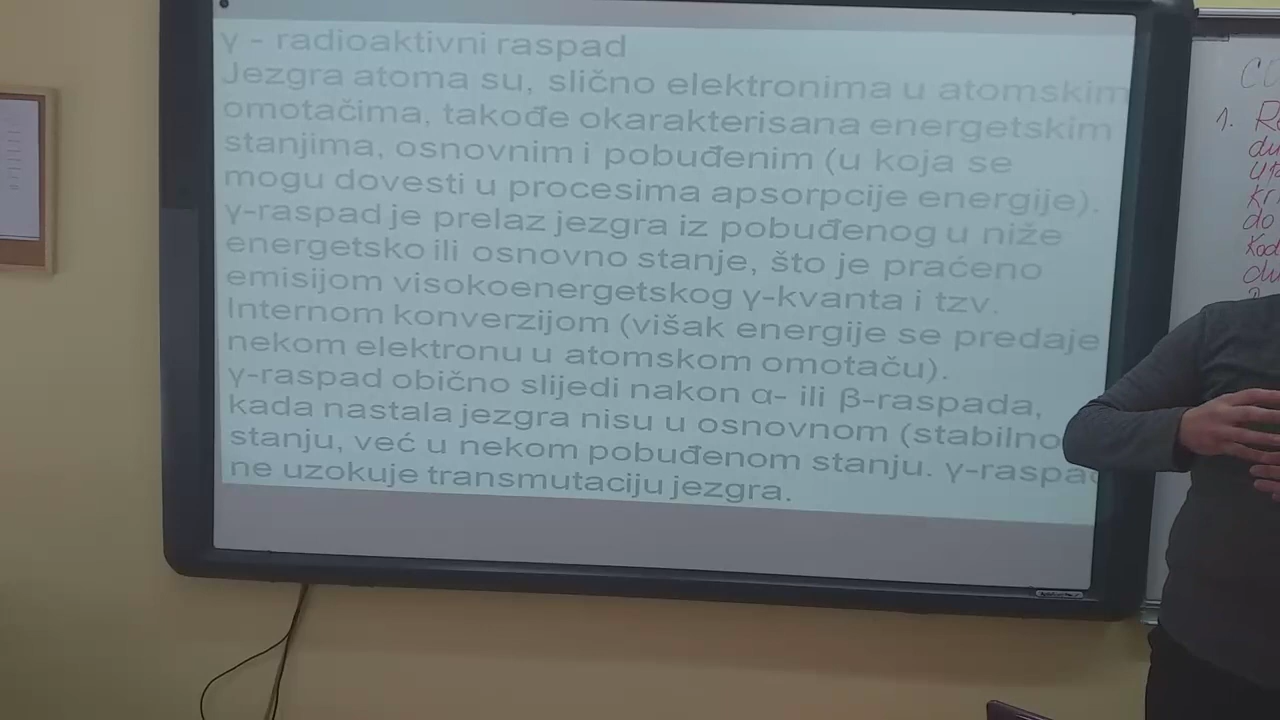 γ - radioaktivni raspad
Jezgra atoma su, slično elektronima u atomskim
omotačima, takođe okarakterisana energetskim
stanjima, osnovnim i pobuđenim (u koja se
mogu dovesti u procesima apsorpcije energije).
γ-raspad je prelaz jezgra iz pobuđenog u niže
energetsko ili osnovno stanje, što je praćeno
emisijom visokoenergetskog γ-kvanta i tzv.
Internom konverzijom (višak energije se predaje
nekom elektronu u atomskom omotaču).
γ-raspad obično slijedi nakon α- ili β-raspada,
kada nastala jezgra nisu u osnovnom (stabilno
stanju, već u nekom pobuđenom stanju. γ-raspad
ne uzokuje transmutaciju jezgra.
1.
do